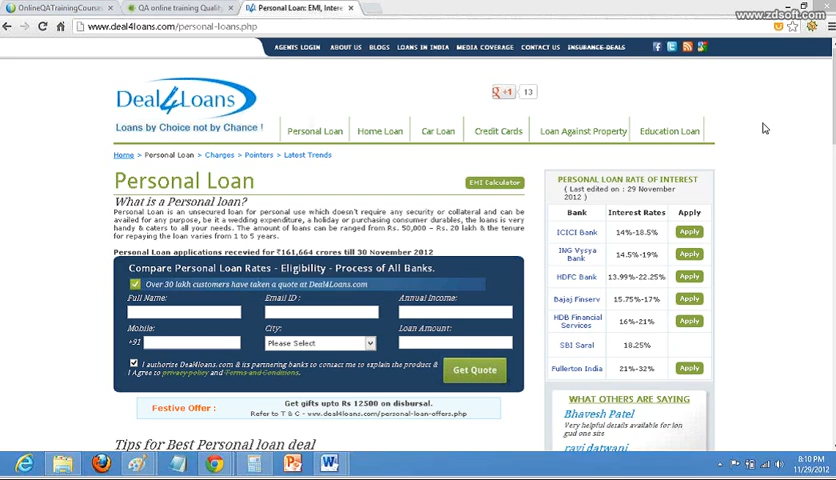 OnlineQATrainingCours
QA online training Qualit
Personal Loan: EMI, Intere
www.zdsoft.com
www.deal4loans.com/personal-loans.php
AGENTS LOGIN ABOUT US BLOGS LOANS IN INDIA MEDIA COVERAGE CONTACT US INSURANCE DEALS
Deal4Loans
Loans by Choice not by Chance !
g +1 13
Personal Loan Home Loan Car Loan Credit Cards Loan Against Property Education Loan
Home > Personal Loan > Charges > Pointers > Latest Trends
Personal Loan
EMI Calculator
What is a Personal loan?
Personal Loan is an unsecured loan for personal use which doesn't require any security or collateral and can be
availed for any purpose, be it a wedding expenditure, a holiday or purchasing consumer durables, the loans is very
handy & caters to all your needs. The amount of loans can be ranged from Rs. 50,000 – Rs. 20 lakh & the tenure
for repaying the loan varies from 1 to 5 years.
Personal Loan applications recevied for ₹161,664 crores till 30 November 2012
Compare Personal Loan Rates - Eligibility - Process of All Banks.
Over 30 lakh customers have taken a quote at Deal4Loans.com
Full Name: Email ID : Annual Income:
Mobile: City: Loan Amount:
+91 Please Select
I authorize Deal4loans.com & its partnering banks to contact me to explain the product &
I Agree to privacy policy and Terms and Conditions.
Get Quote
Festive Offer :
Get gifts upto Rs 12500 on disbursal.
Refer to T & C - www.deal4loans.com/personal-loan-offers.php
Tips for Best Personal loan deal
PERSONAL LOAN RATE OF INTEREST
( Last edited on : 29 November
2012 )
Bank Interest Rates Apply
ICICI Bank 14%-18.5% Apply
ING Vysya
Bank 14.5%-19% Apply
HDFC Bank 13.99%-22.25% Apply
Bajaj Finserv 15.75%-17% Apply
HDB Financial
Services 16%-21% Apply
SBI Saral 18.25%
Fullerton India 21%-32% Apply
WHAT OTHERS ARE SAYING
Bhavesh Patel
Very helpful details available for loan
gud one site
ravi datwani
8:10 PM
11/29/2012